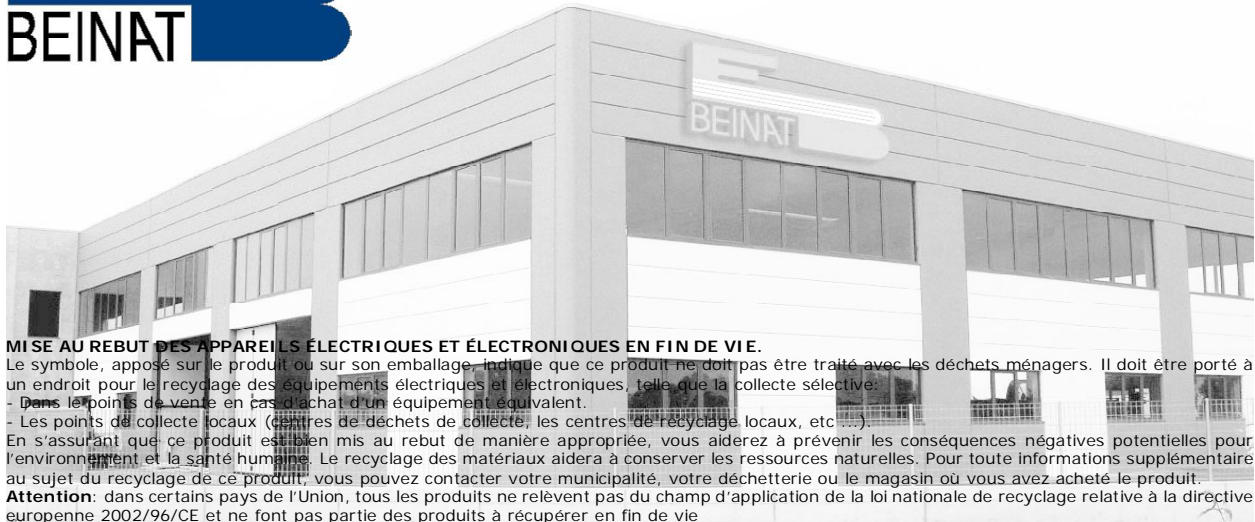 BEINAT
BEINAT
MISE AU REBUT DES APPAREILS ÉLECTRIQUES ET ÉLECTRONIQUES EN FIN DE VIE.
Le symbole, apposé sur le produit ou sur son emballage, indique que ce produit ne doit pas être traité avec les déchets ménagers. Il doit être porté à
un endroit pour le recyclage des équipements électriques et électroniques, telle que la collecte sélective:
- Dans le points de vente en cas d'achat d'un équipement équivalent.
- Les points de collecte locaux (centres de déchets de collecte, les centres de recyclage locaux, etc ...).
En s'assurant que ce produit est bien mis au rebut de manière appropriée, vous aiderez à prévenir les conséquences négatives potentielles pour
l'environnement et la santé humaine. Le recyclage des matériaux aidera à conserver les ressources naturelles. Pour toute informations supplémentaire
au sujet du recyclage de ce produit, vous pouvez contacter votre municipalité, votre déchetterie ou le magasin où vous avez acheté le produit.
Attention: dans certains pays de l'Union, tous les produits ne relèvent pas du champ d'application de la loi nationale de recyclage relative à la directive
europenne 2002/96/CE et ne font pas partie des produits à récupérer en fin de vie